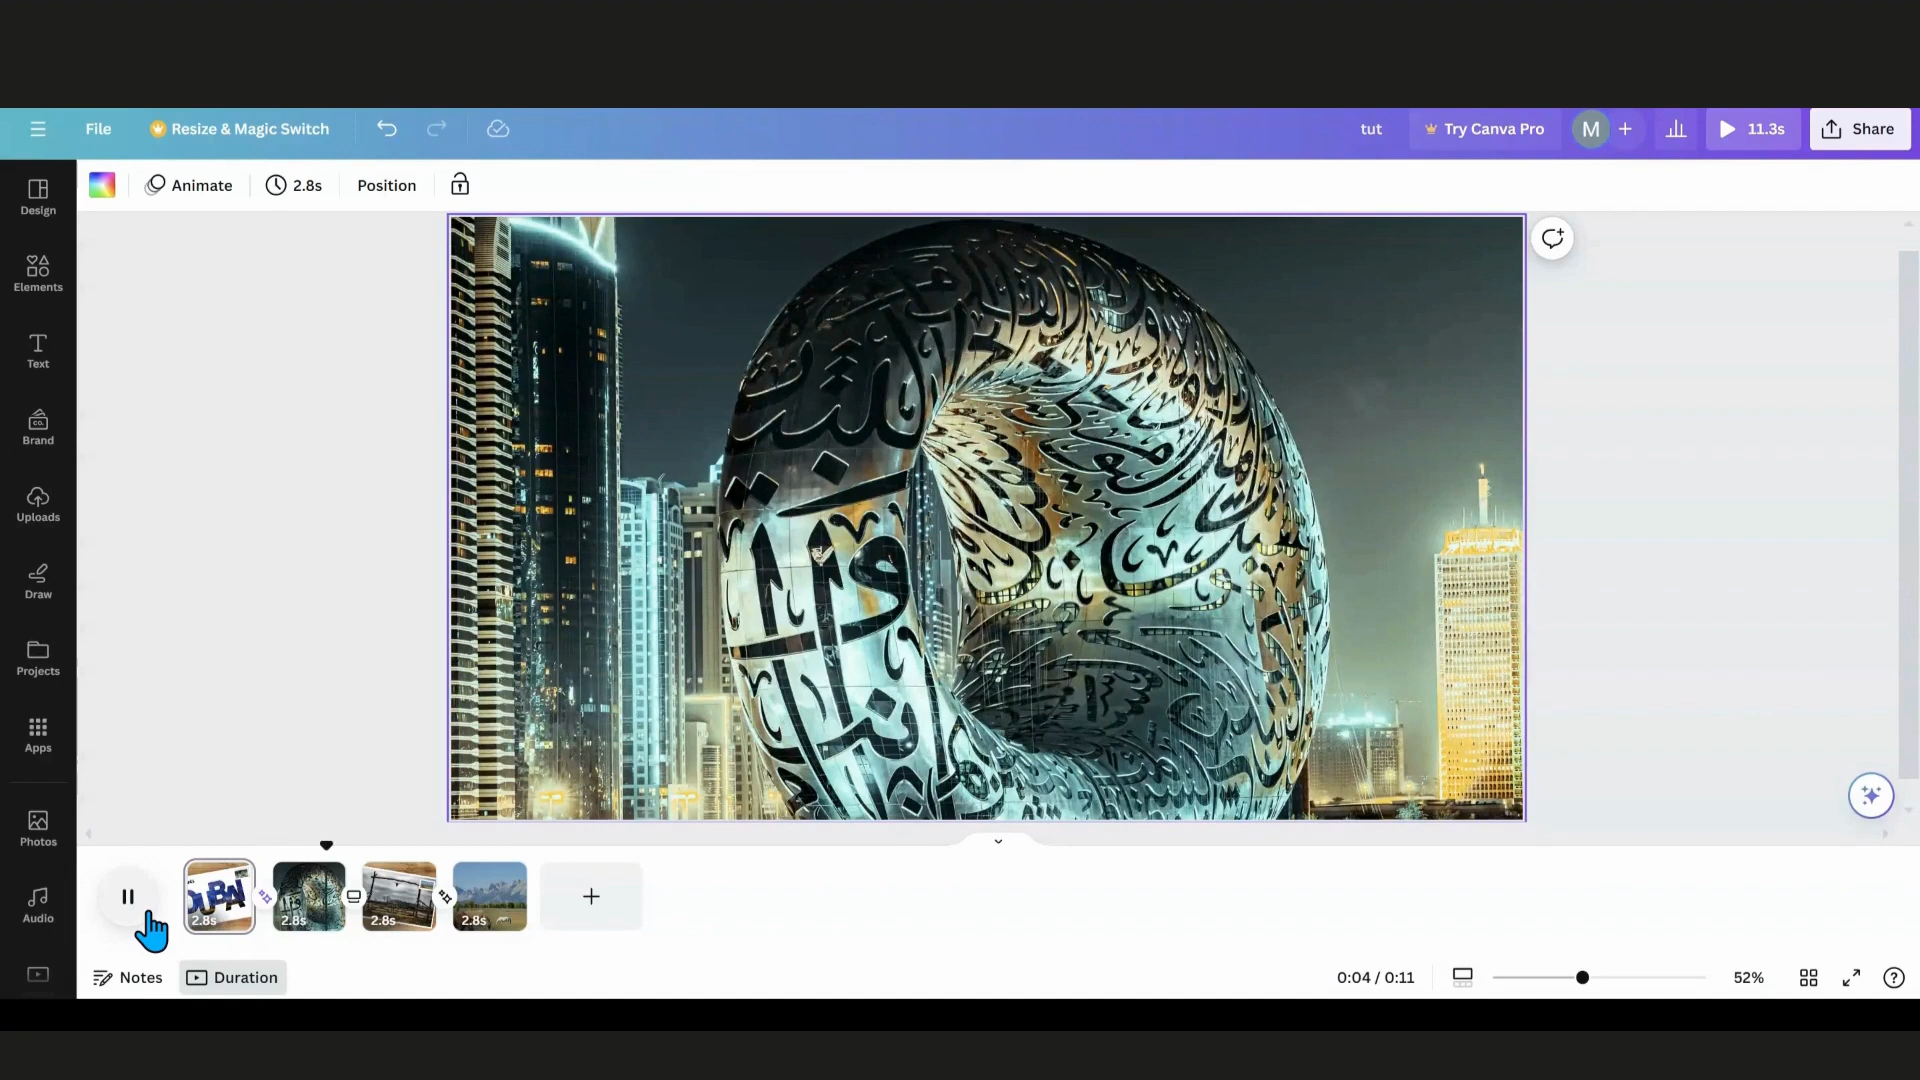 File
Resize & Magic Switch
tut
Try Canva Pro
M
11.3s
Share
Animate
2.8s
Position
Design
Elements
Text
CO.
Brand
Uploads
Draw
Projects
Apps
Photos
Audio
DUBAI
2.8s
2.8s
2.8s
2.8s
Notes
Duration
0:04 / 0:11
52%